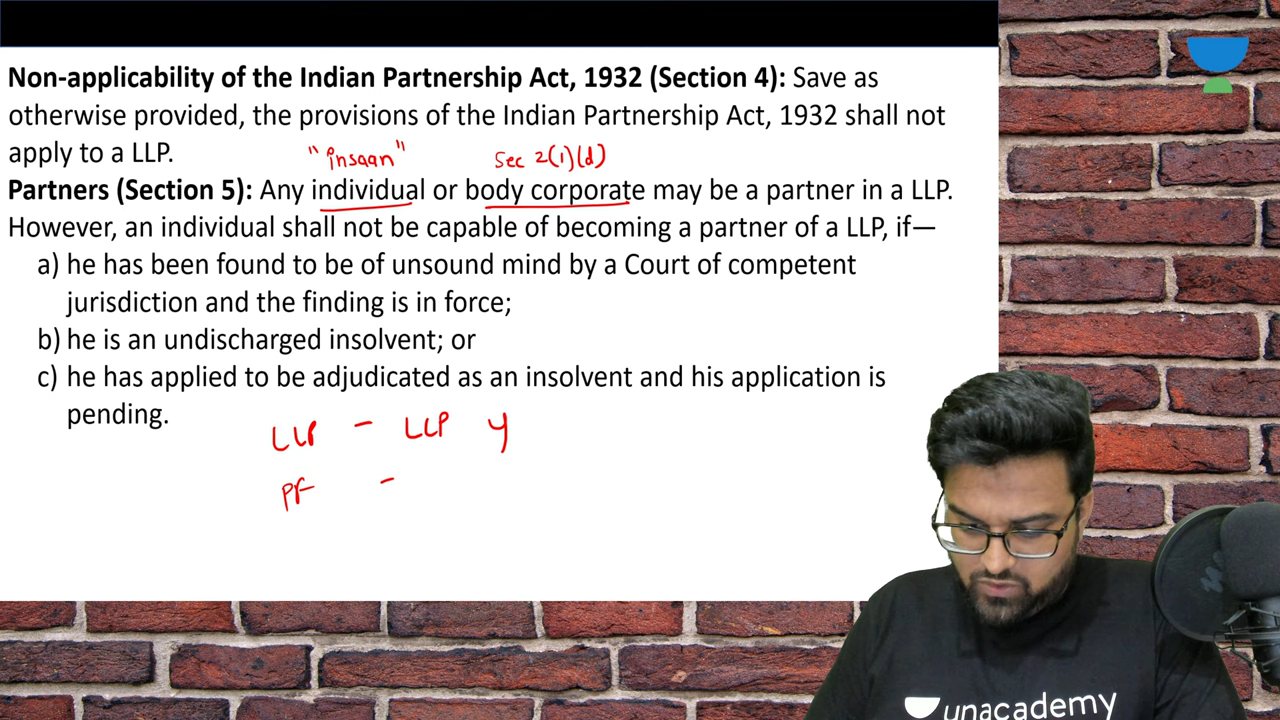 Non-applicability of the Indian Partnership Act, 1932 (Section 4): Save as
otherwise provided, the provisions of the Indian Partnership Act, 1932 shall not
apply to a LLP.
"insaan" Sec 2(1)(d)
Partners (Section 5): Any individual or body corporate may be a partner in a LLP.
However, an individual shall not be capable of becoming a partner of a LLP, if—
a) he has been found to be of unsound mind by a Court of competent
jurisdiction and the finding is in force;
b) he is an undischarged insolvent; or
c) he has applied to be adjudicated as an insolvent and his application is
pending.
LLP - LLP y
PF -
unacademy